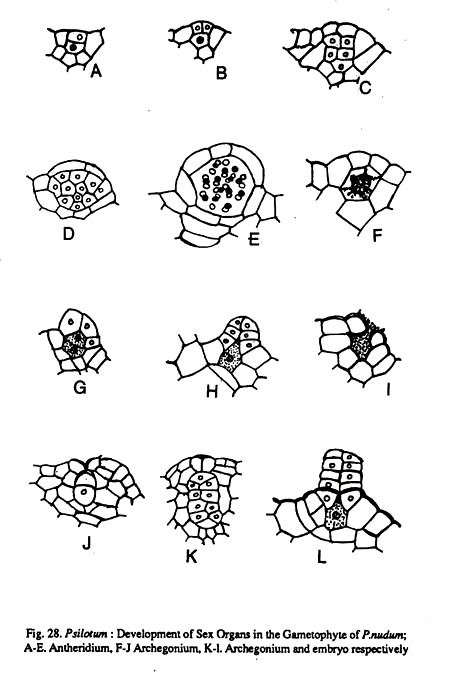 A B C
D E F
G H I
J K L
Fig. 28. Psilotum : Development of Sex Organs in the Gametophyte of P.nudum;
A-E. Antheridium, F-J Archegonium, K-l. Archegonium and embryo respectively